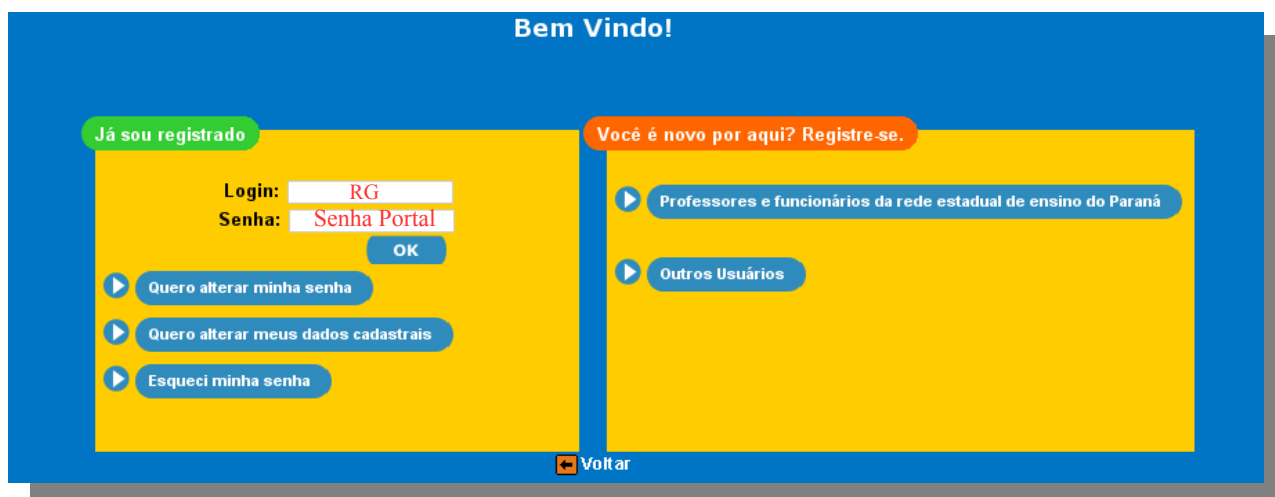 Bem Vindo!
Já sou registrado
Login: RG
Senha: Senha Portal
OK
Quero alterar minha senha
Quero alterar meus dados cadastrais
Esqueci minha senha
Você é novo por aqui? Registre-se.
Professores e funcionários da rede estadual de ensino do Paraná
Outros Usuários
Voltar